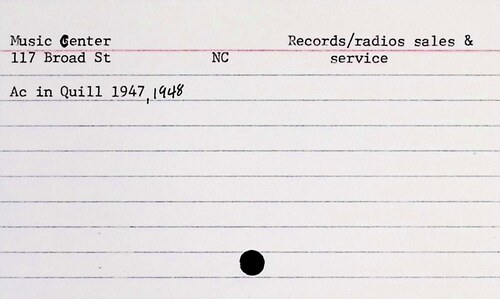 Music Center Records/radios sales &
117 Broad St NC service
Ac in Quill 1947, 1948